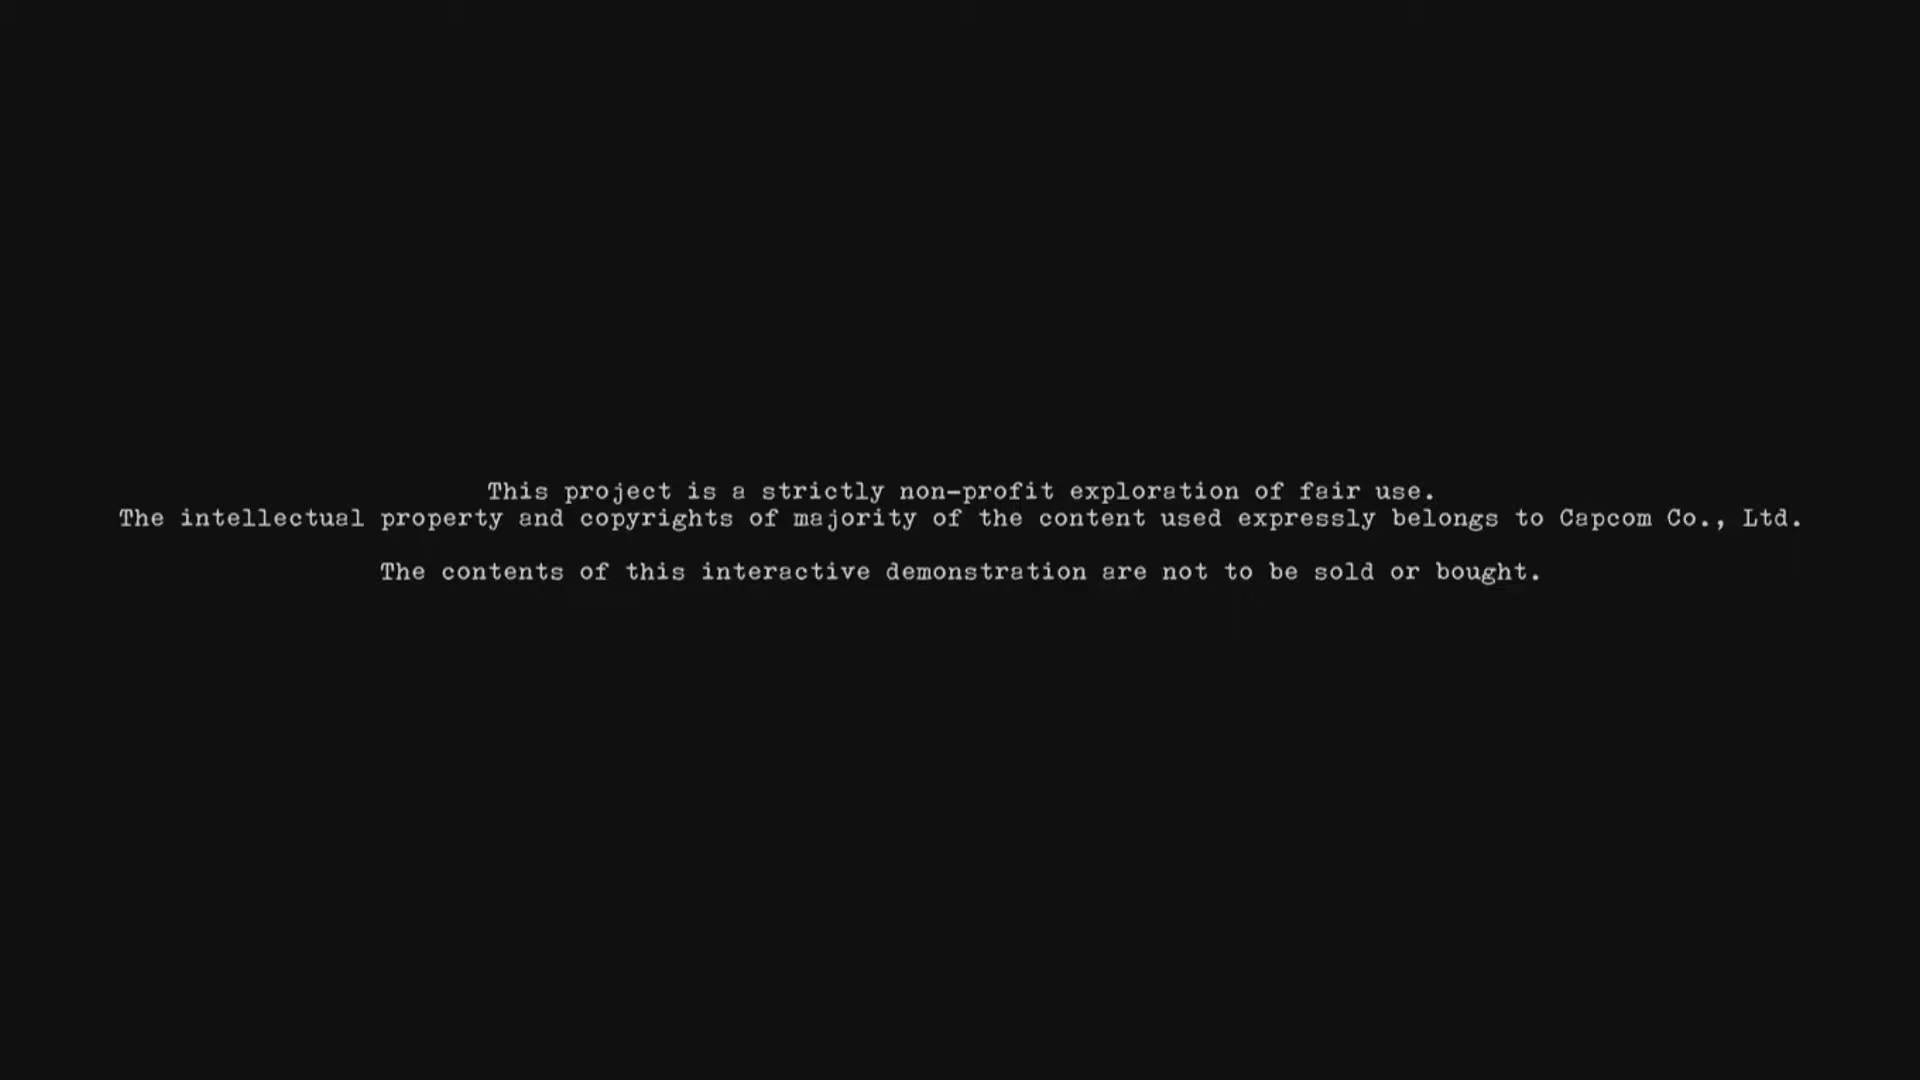 This project is a strictly non-profit exploration of fair use.
The intellectual property and copyrights of majority of the content used expressly belongs to Capcom Co., Ltd.
The contents of this interactive demonstration are not to be sold or bought.